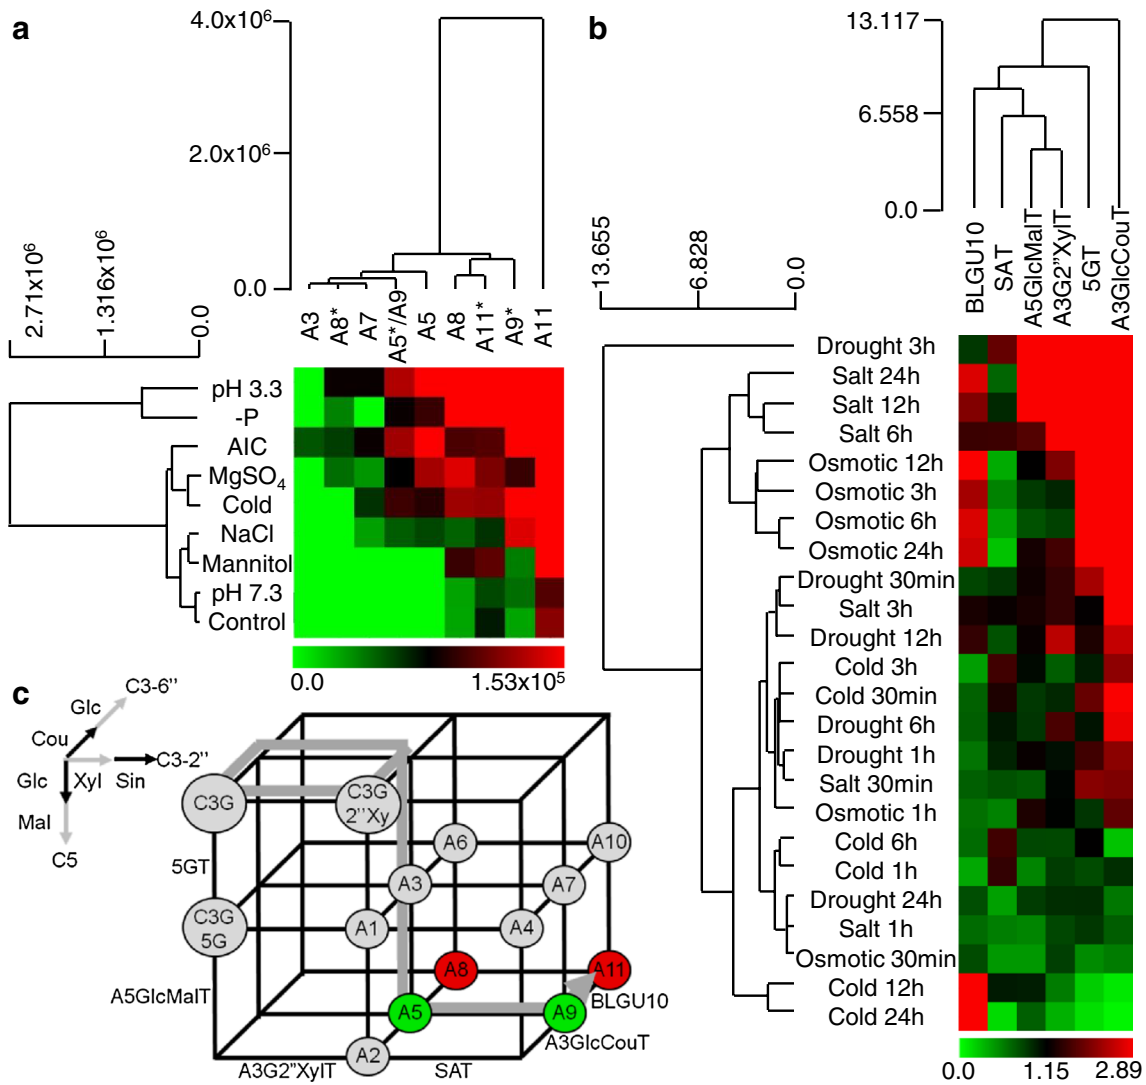 a
4.0x10⁶
2.0x10⁶
0.0
2.71x10⁶
1.316x10⁶
0.0
A3
A8*
A7
A5*/A9
A5
A8
A11*
A9*
A11
pH 3.3
-P
AlC
MgSO₄
Cold
NaCl
Mannitol
pH 7.3
Control
0.0
1.53x10⁵
b
13.117
6.558
0.0
13.655
6.828
0.0
BLGU10
SAT
A5GlcMalT
A3G2”XylT
5GT
A3GlcCouT
Drought 3h
Salt 24h
Salt 12h
Salt 6h
Osmotic 12h
Osmotic 3h
Osmotic 6h
Osmotic 24h
Drought 30min
Salt 3h
Drought 12h
Cold 3h
Cold 30min
Drought 6h
Drought 1h
Salt 30min
Osmotic 1h
Cold 6h
Cold 1h
Drought 24h
Salt 1h
Osmotic 30min
Cold 12h
Cold 24h
0.0
1.15
2.89
c
C3-6''
Glc
Cou
C3-2''
Glc
Xyl
Sin
Mal
C5
C3G
C3G
2''Xy
A6
A10
5GT
A3
A7
C3G
5G
A1
A4
A8
A11
A5GlcMalT
BLGU10
A5
A9
A3GlcCouT
A2
A3G2”XylT
SAT